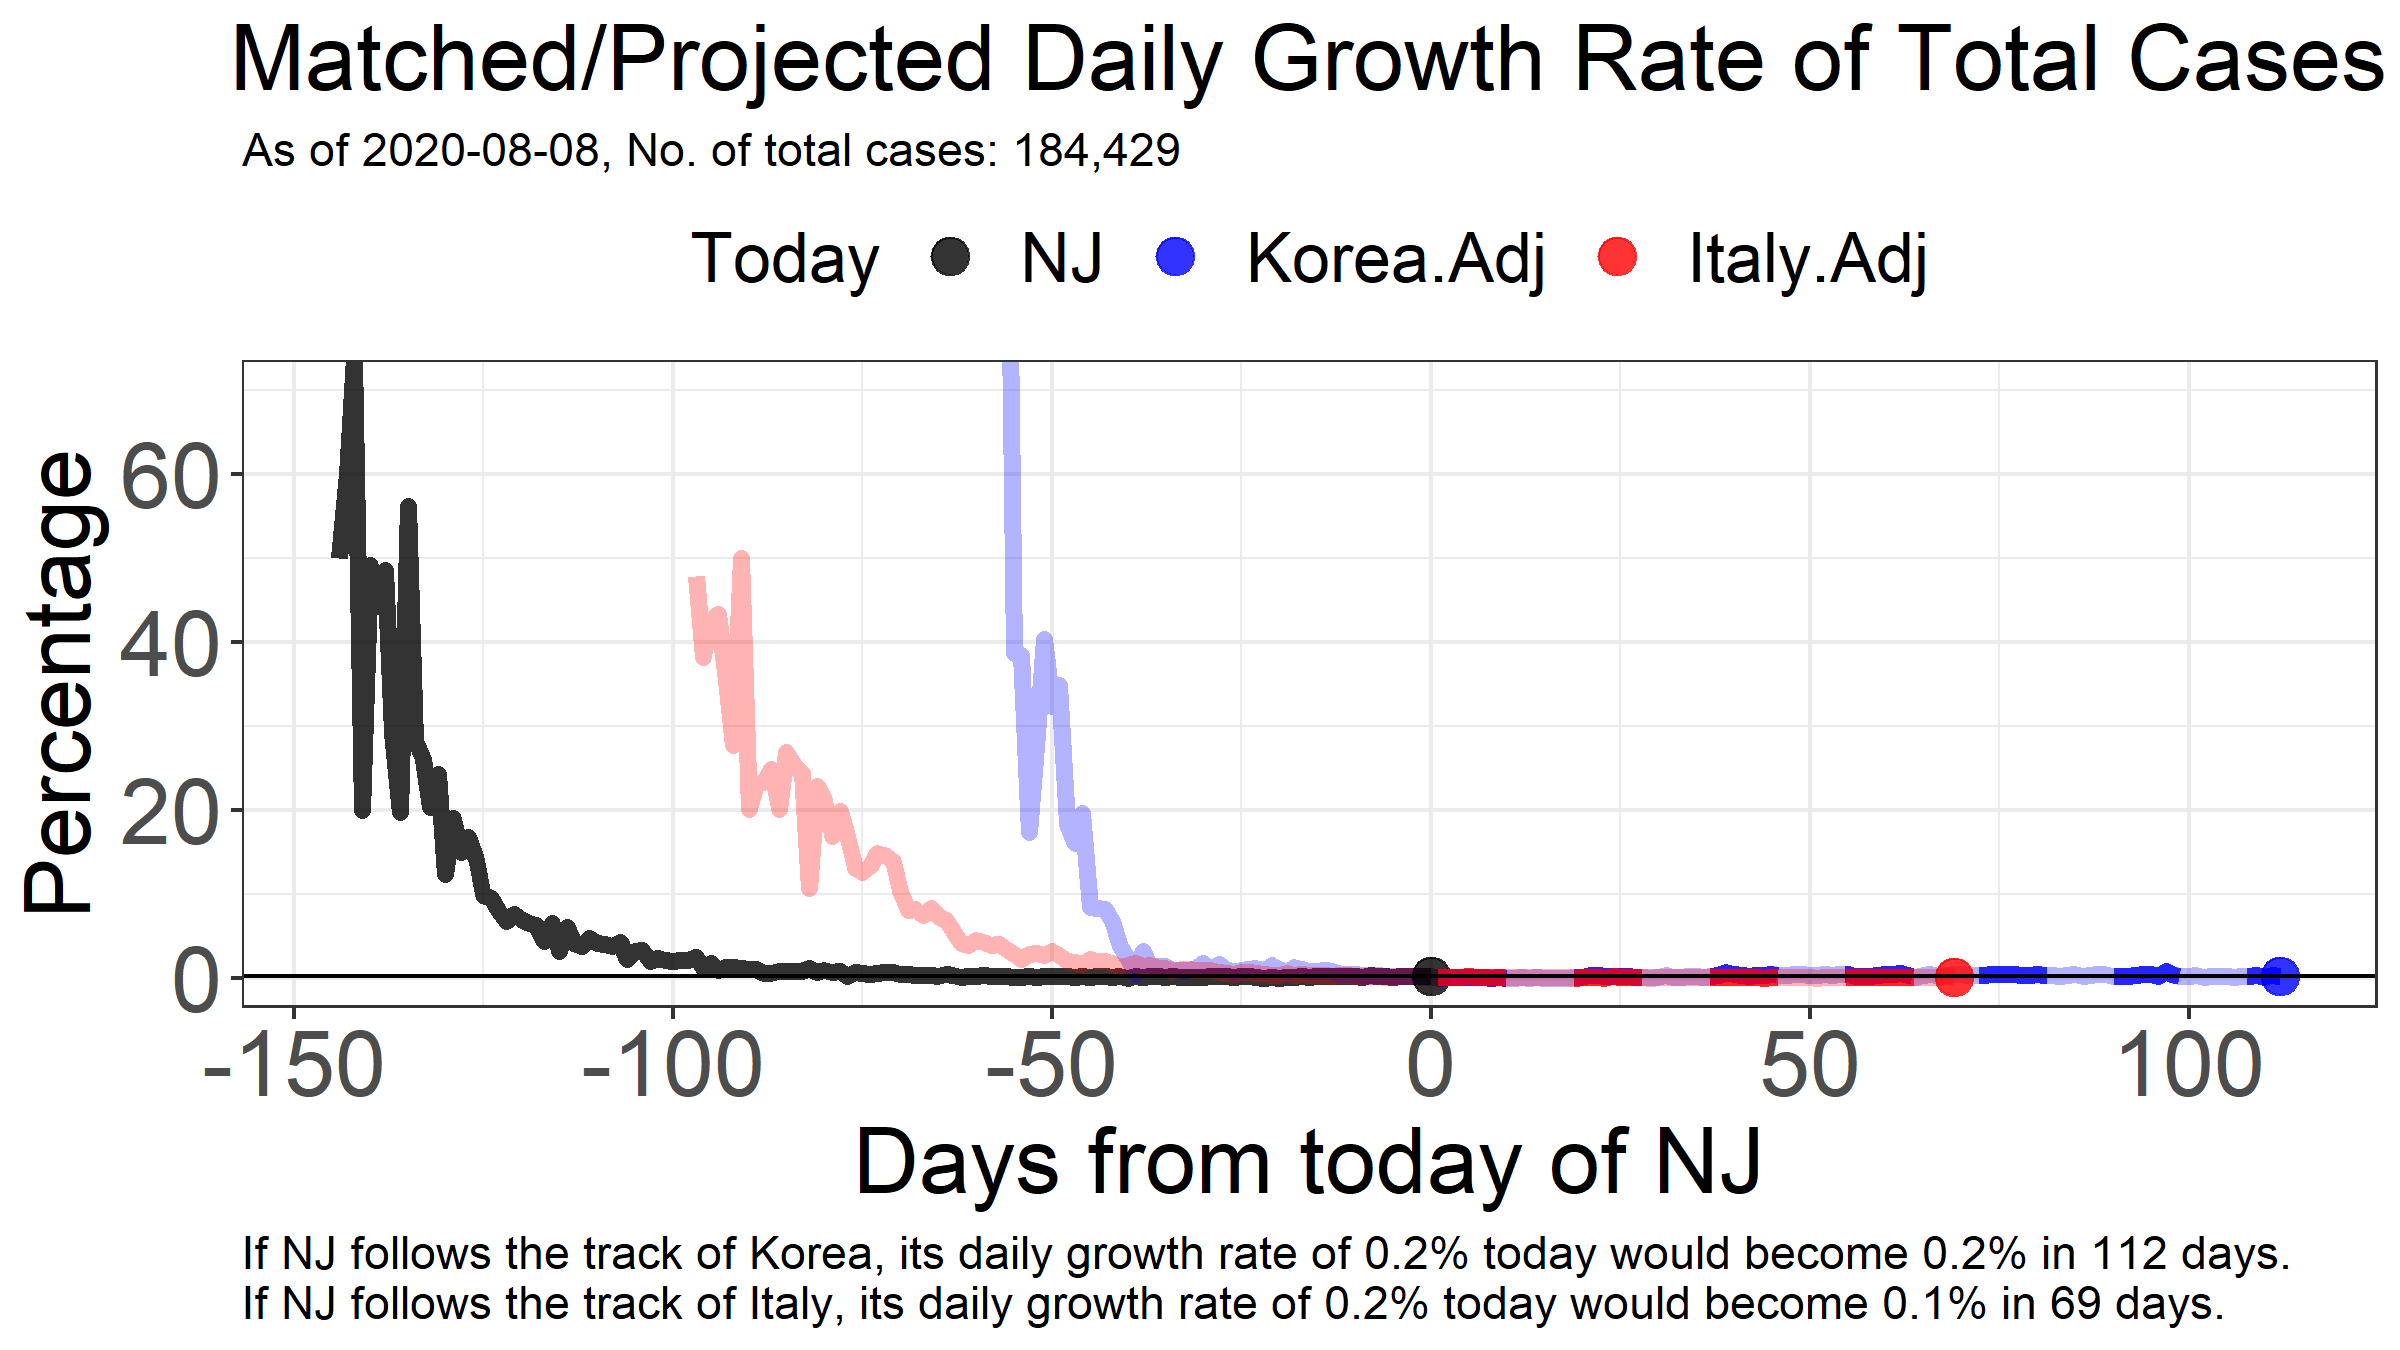 Matched/Projected Daily Growth Rate of Total Cases
As of 2020-08-08, No. of total cases: 184,429
Today NJ Korea.Adj Italy.Adj
Percentage
60
40
20
0
-150 -100 -50 0 50 100
Days from today of NJ
If NJ follows the track of Korea, its daily growth rate of 0.2% today would become 0.2% in 112 days.
If NJ follows the track of Italy, its daily growth rate of 0.2% today would become 0.1% in 69 days.